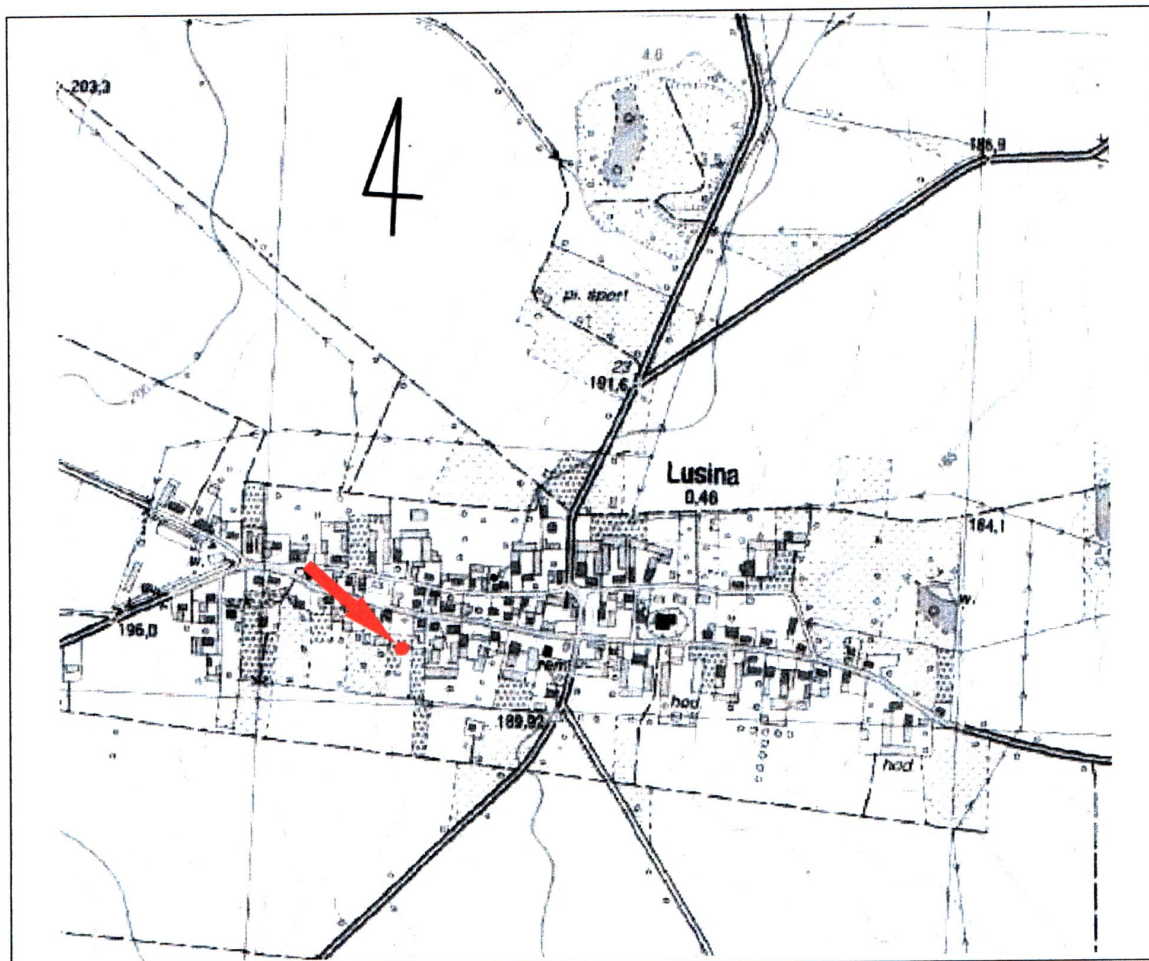 4.6
203,3
4
186,9
pl. sport
23
191,6
Lusina
0,46
184,1
w.
w.
196,0
rem
hod
189,92
hod